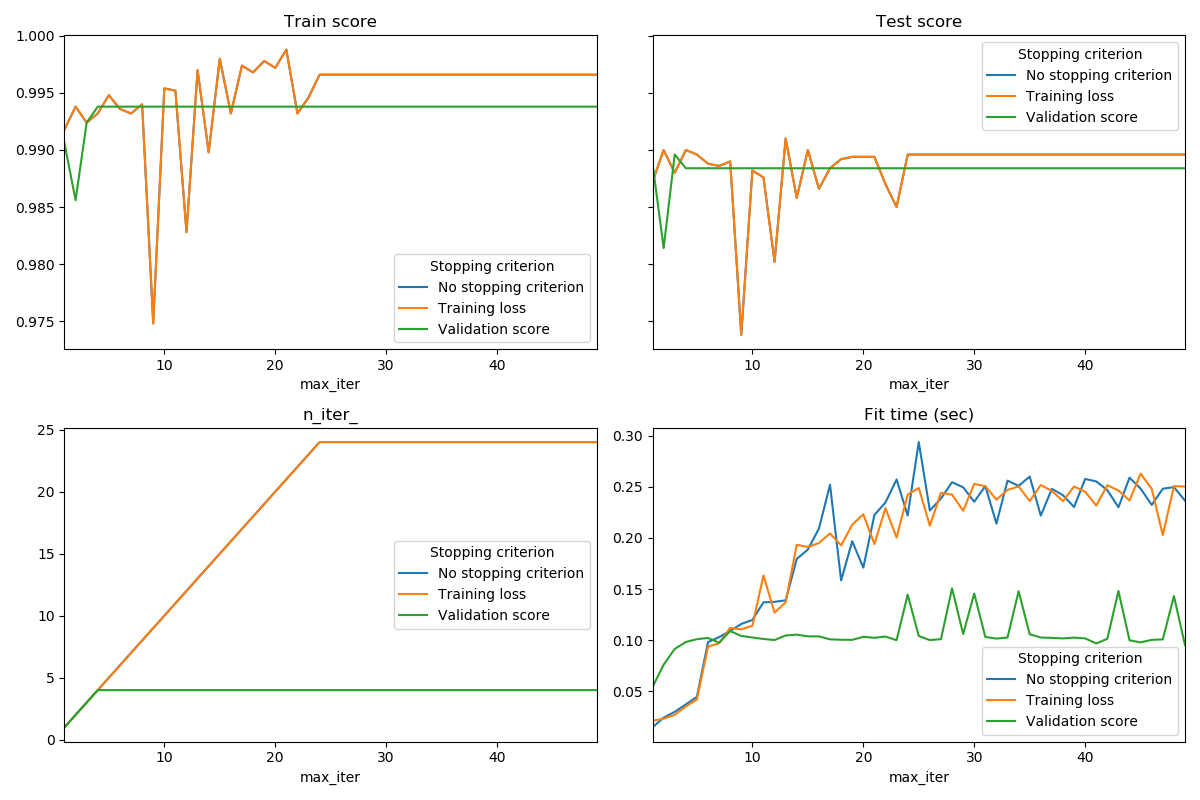 Train score
1.000
0.995
0.990
0.985
0.980
0.975
Stopping criterion
No stopping criterion
Training loss
Validation score
10
20
30
40
max_iter
Test score
Stopping criterion
No stopping criterion
Training loss
Validation score
10
20
30
40
max_iter
n_iter_
25
20
15
10
5
0
Stopping criterion
No stopping criterion
Training loss
Validation score
10
20
30
40
max_iter
Fit time (sec)
0.30
0.25
0.20
0.15
0.10
0.05
Stopping criterion
No stopping criterion
Training loss
Validation score
10
20
30
40
max_iter